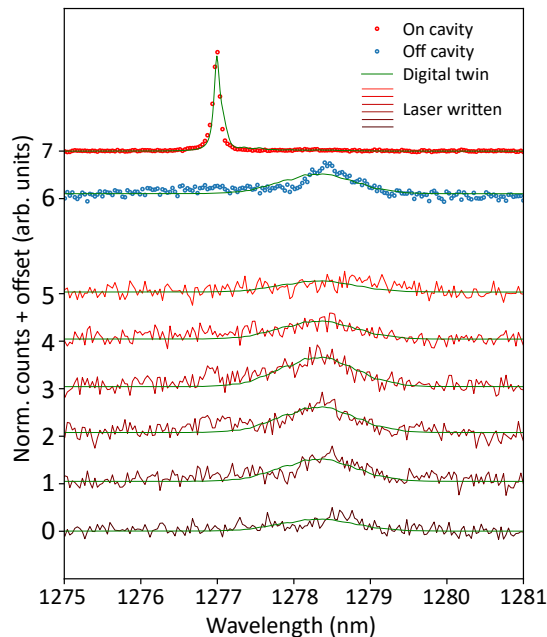 On cavity
Off cavity
Digital twin
Laser written
7
6
5
4
3
2
1
0
Norm. counts + offset (arb. units)
1275 1276 1277 1278 1279 1280 1281
Wavelength (nm)